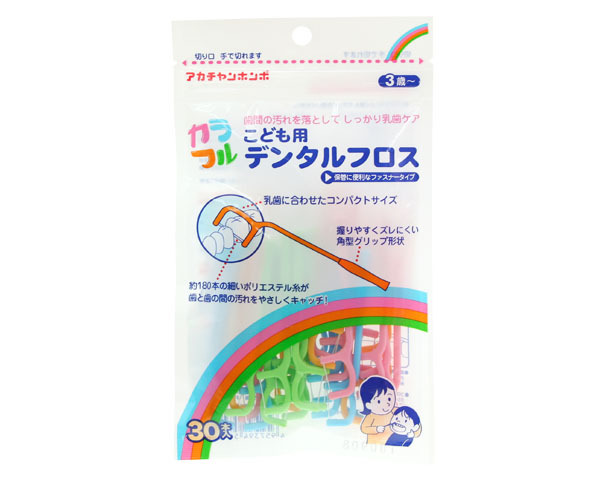 切り口 手で切れます
アカチャンホンポ
3歳～
歯間の汚れを落として しっかり乳歯ケア
カラフル
こども用
デンタルフロス
保管に便利なファスナータイプ
乳歯に合わせたコンパクトサイズ
握りやすくズレにくい
角型グリップ形状
約180本の細いポリエステル糸が
歯と歯の間の汚れをやさしくキャッチ!
30本入